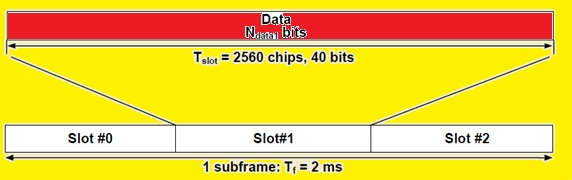 Data
Ndata1 bits
Tslot = 2560 chips, 40 bits
Slot #0 Slot#1 Slot #2
1 subframe: Tf = 2 ms